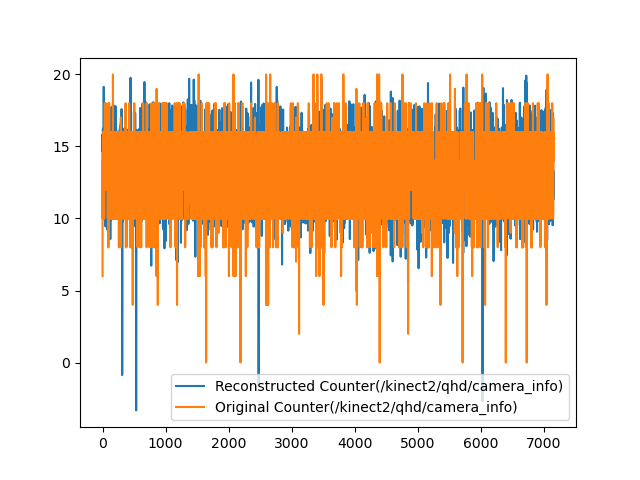 20
15
10
5
0
Reconstructed Counter(/kinect2/qhd/camera_info)
Original Counter(/kinect2/qhd/camera_info)
0 1000 2000 3000 4000 5000 6000 7000